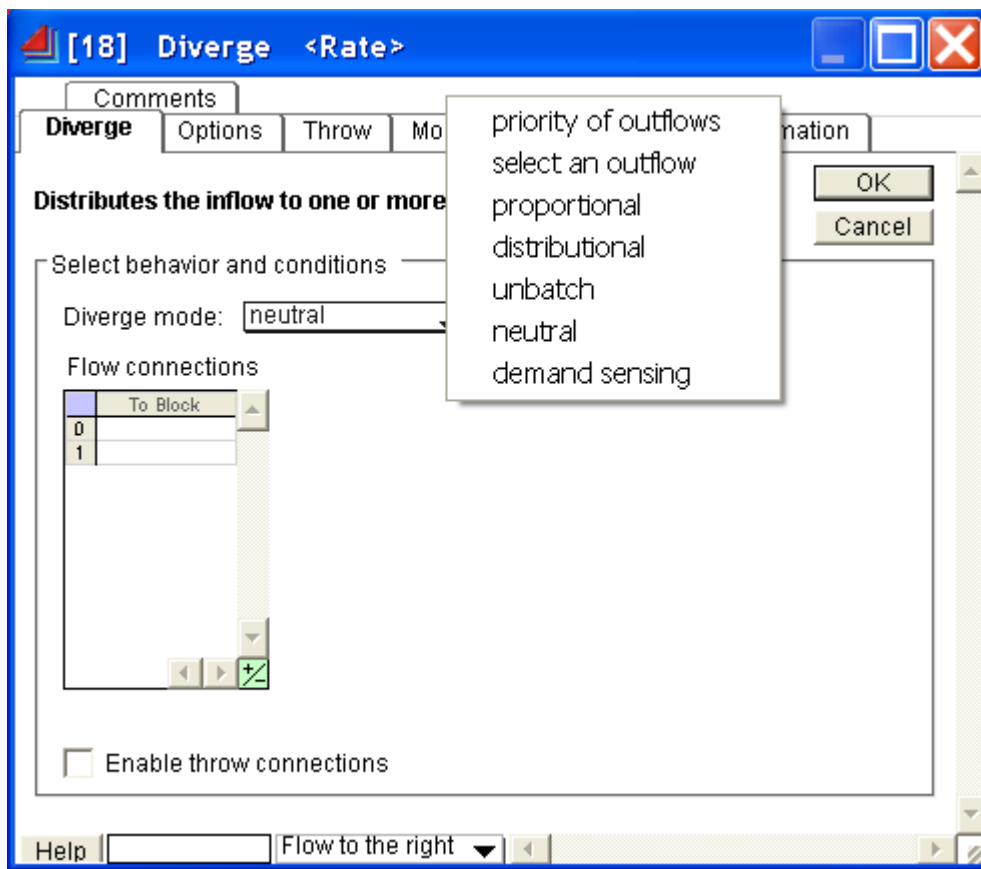 [18] Diverge <Rate>
Comments
Diverge Options Throw Mo mation
priority of outflows
select an outflow
proportional
distributional
unbatch
neutral
demand sensing
OK
Cancel
Distributes the inflow to one or more
Select behavior and conditions
Diverge mode: neutral
Flow connections
To Block
0
1
+/-
Enable throw connections
Help Flow to the right